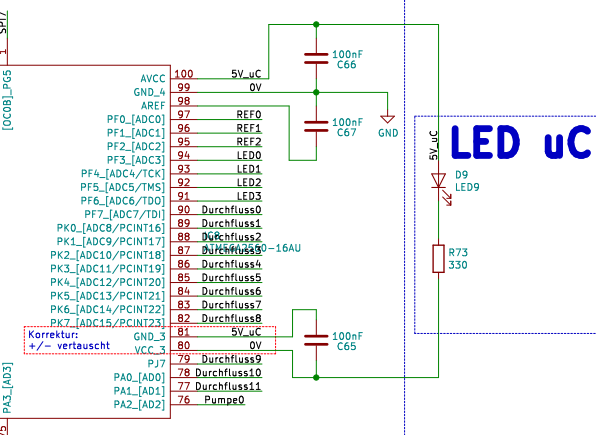 SPI7
1
[OC0B]_PG5
AVCC 100 5V_uC
GND_4 99 0V
AREF 98
PF0_[ADC0] 97 REF0
PF1_[ADC1] 96 REF1
PF2_[ADC2] 95 REF2
PF3_[ADC3] 94 LED0
PF4_[ADC4/TCK] 93 LED1
PF5_[ADC5/TMS] 92 LED2
PF6_[ADC6/TDO] 91 LED3
PF7_[ADC7/TDI] 90 Durchfluss0
PK0_[ADC8/PCINT16] 89 Durchfluss1
PK1_[ADC9/PCINT17] 88 Durchfluss2
PK2_[ADC10/PCINT18] 87 Durchfluss3
PK3_[ADC11/PCINT19] 86 Durchfluss4
PK4_[ADC12/PCINT20] 85 Durchfluss5
PK5_[ADC13/PCINT21] 84 Durchfluss6
PK6_[ADC14/PCINT22] 83 Durchfluss7
PK7_[ADC15/PCINT23] 82 Durchfluss8
GND_3 81 5V_uC
VCC_3 80 0V
PJ7 79 Durchfluss9
PA0_[AD0] 78 Durchfluss10
PA1_[AD1] 77 Durchfluss11
PA2_[AD2] 76 Pumpe0
ATMEGA2560-16AU
Korrektur:
+/- vertauscht
PA3_[AD3]
75
100nF
C66
100nF
C67
GND
100nF
C65
LED uC
5V_uC
D9
LED9
R73
330